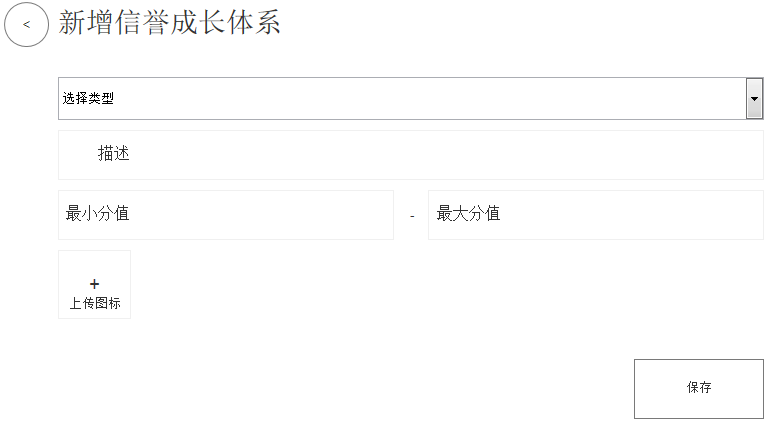 < 新增信誉成长体系
选择类型
描述
最小分值 - 最大分值
+
上传图标
保存